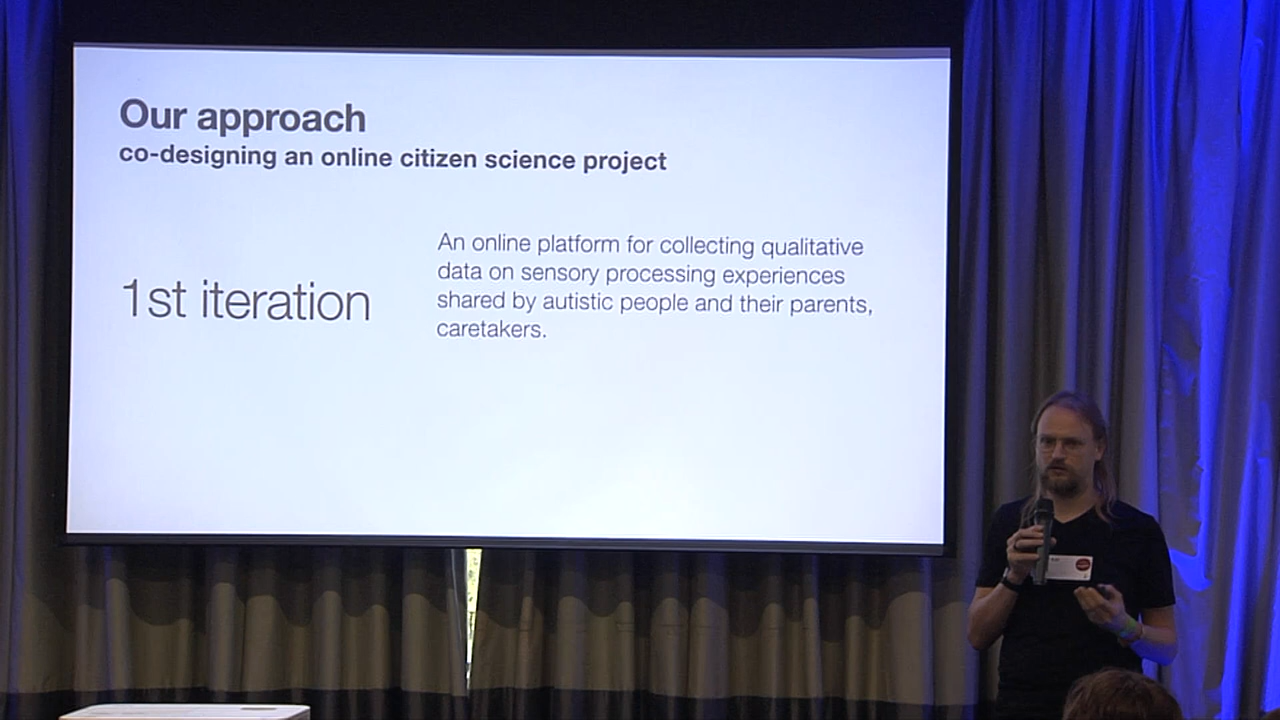 Our approach
co-designing an online citizen science project
1st iteration
An online platform for collecting qualitative
data on sensory processing experiences
shared by autistic people and their parents,
caretakers.